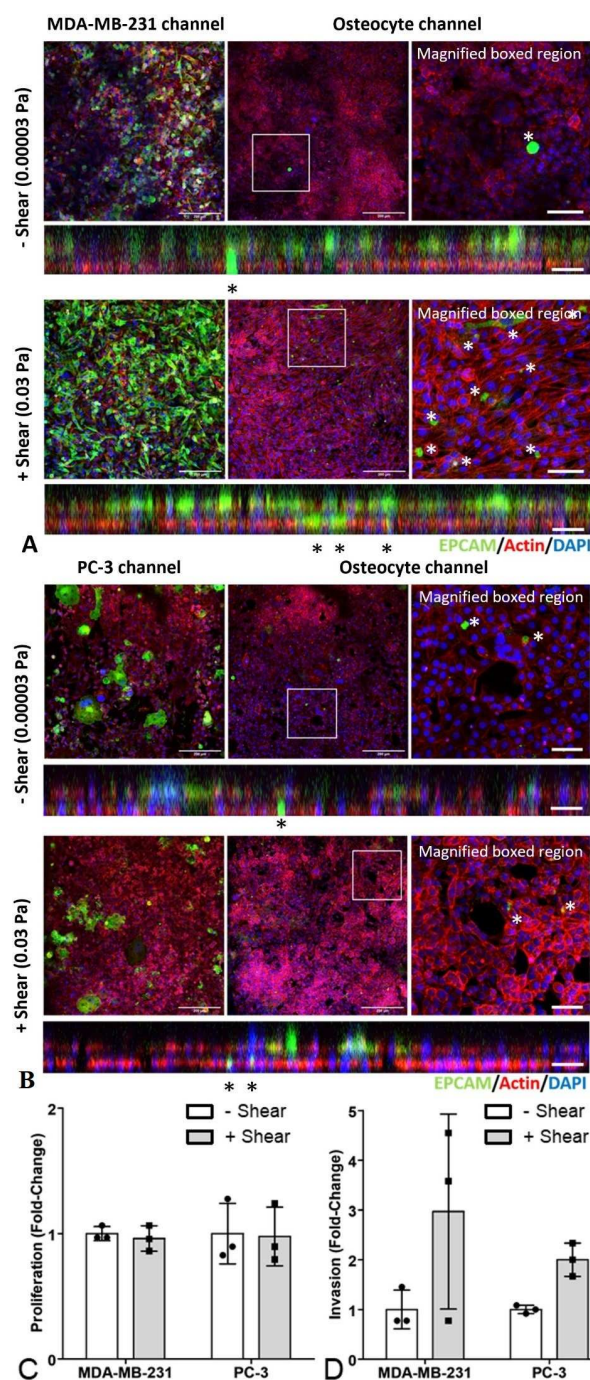 MDA-MB-231 channel Osteocyte channel
Magnified boxed region
- Shear (0.00003 Pa)
*
*
Magnified boxed region
+ Shear (0.03 Pa)
* * * * * * * * *
* * *
A EPCAM/Actin/DAPI
PC-3 channel Osteocyte channel
Magnified boxed region
- Shear (0.00003 Pa)
* *
*
Magnified boxed region
+ Shear (0.03 Pa)
* *
* *
B EPCAM/Actin/DAPI
Proliferation (Fold-Change)
2
1
0
- Shear
+ Shear
MDA-MB-231 PC-3
C
Invasion (Fold-Change)
5
4
3
2
1
0
- Shear
+ Shear
MDA-MB-231 PC-3
D